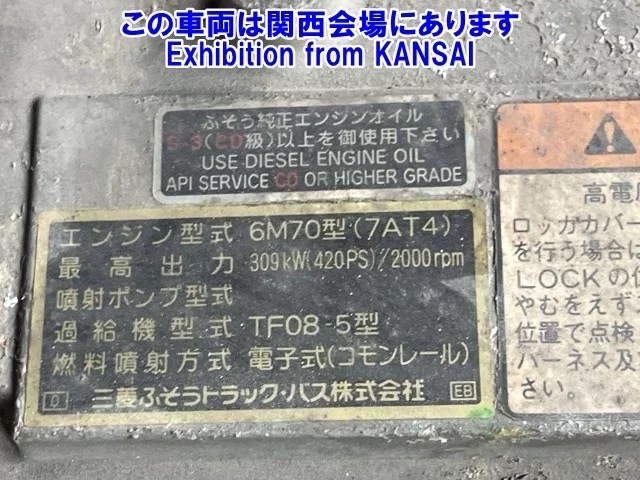 この車両は関西会場にあります
Exhibition from KANSAI
ふそう純正エンジンオイル
S-3(CD級)以上を御使用下さい
USE DIESEL ENGINE OIL
API SERVICE CD OR HIGHER GRADE
エンジン型式 6M70型(7AT4)
最高出力 309kW(420PS)/2000rpm
噴射ポンプ型式
過給機型式 TF08-5型
燃料噴射方式 電子式(コモンレール)
0 三菱ふそうトラック・バス株式会社 EB
高電
ロッカカバー
を行う場合は
LOCKの
やむをえず
位置で点検
ハーネス及
さい。